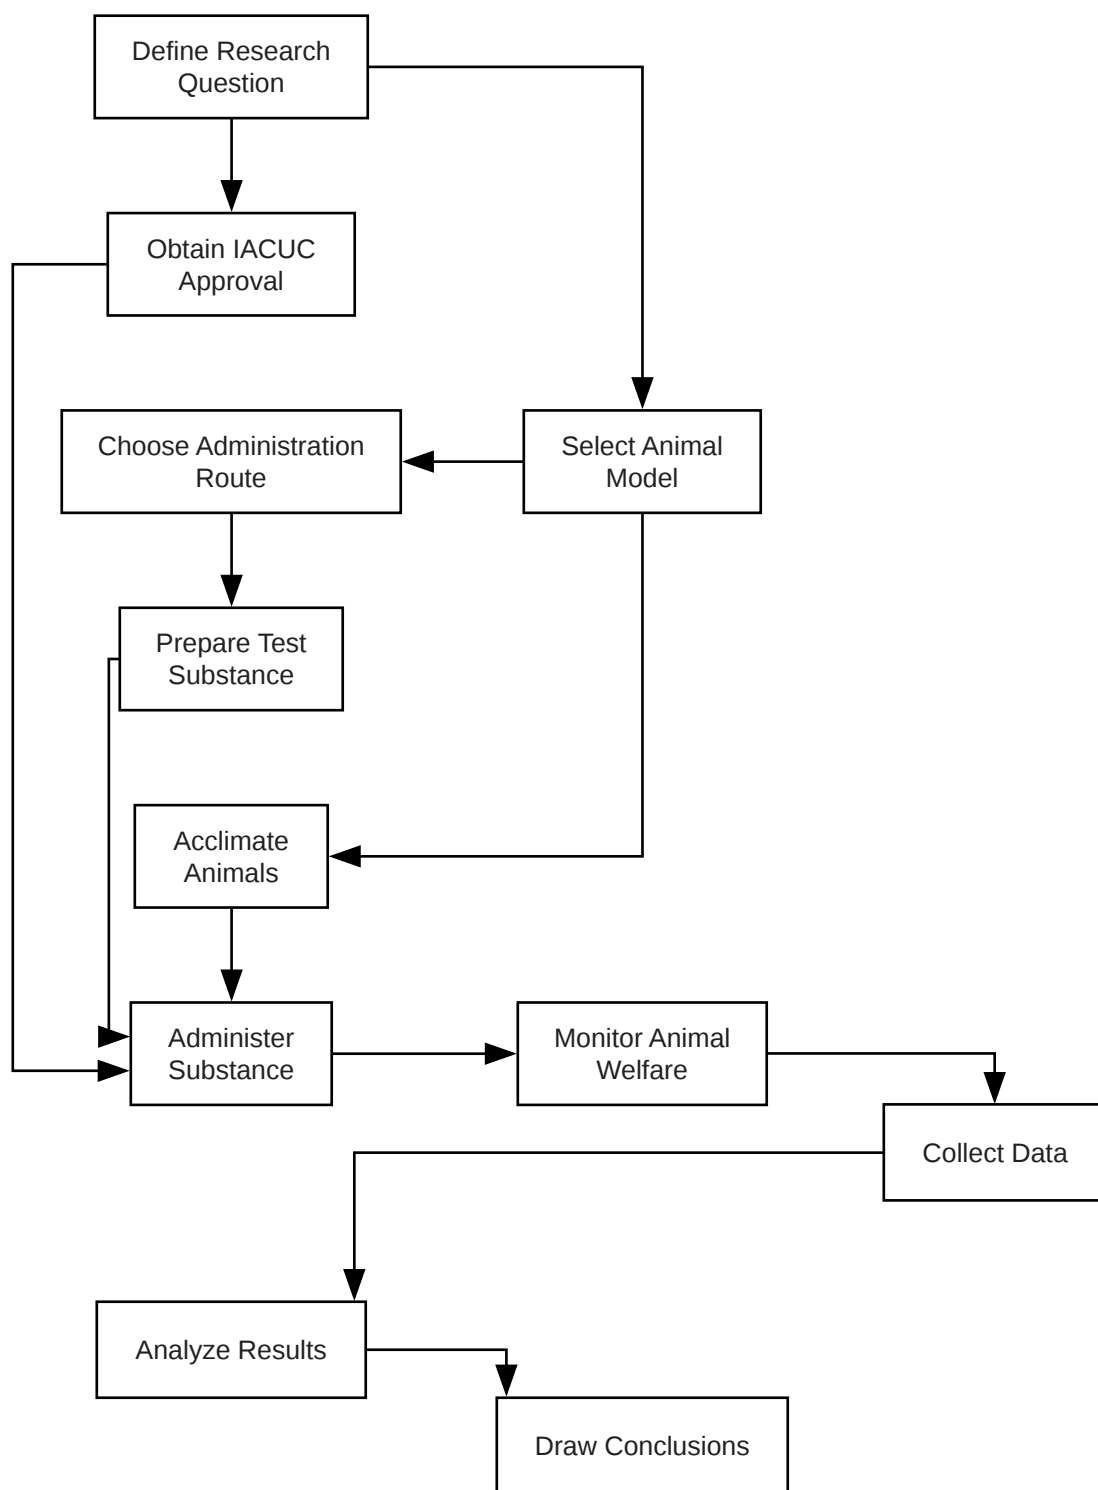 Define Research
Question
Obtain IACUC
Approval
Choose Administration
Route
Select Animal
Model
Prepare Test
Substance
Acclimate
Animals
Administer
Substance
Monitor Animal
Welfare
Collect Data
Analyze Results
Draw Conclusions